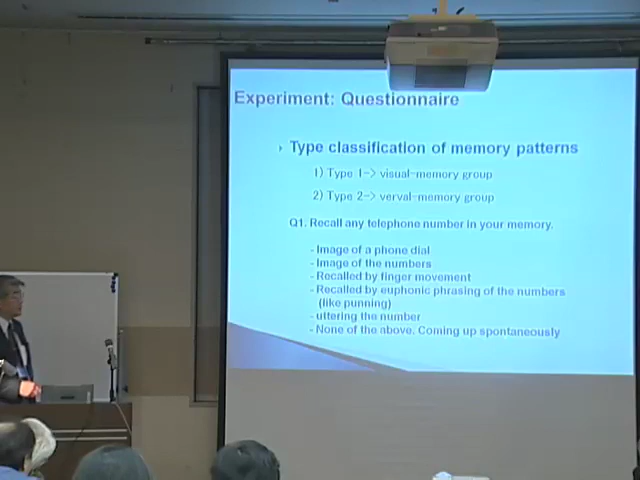 Experiment: Questionnaire
Type classification of memory patterns
1) Type 1-> visual-memory group
2) Type 2-> verval-memory group
Q1. Recall any telephone number in your memory.
- Image of a phone dial
- Image of the numbers
- Recalled by finger movement
- Recalled by euphonic phrasing of the numbers
(like punning)
- uttering the number
- None of the above. Coming up spontaneously